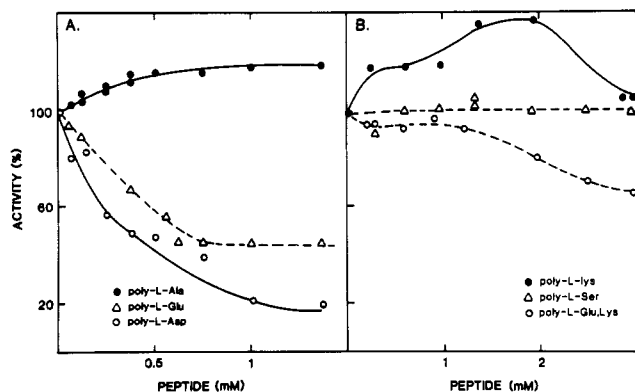 A.
B.
ACTIVITY (%)
100
60
20
poly-L-Ala
poly-L-Glu
poly-L-Asp
0.5
1
PEPTIDE (mM)
poly-L-lys
poly-L-Ser
poly-L-Glu,Lys
1
2
PEPTIDE (mM)